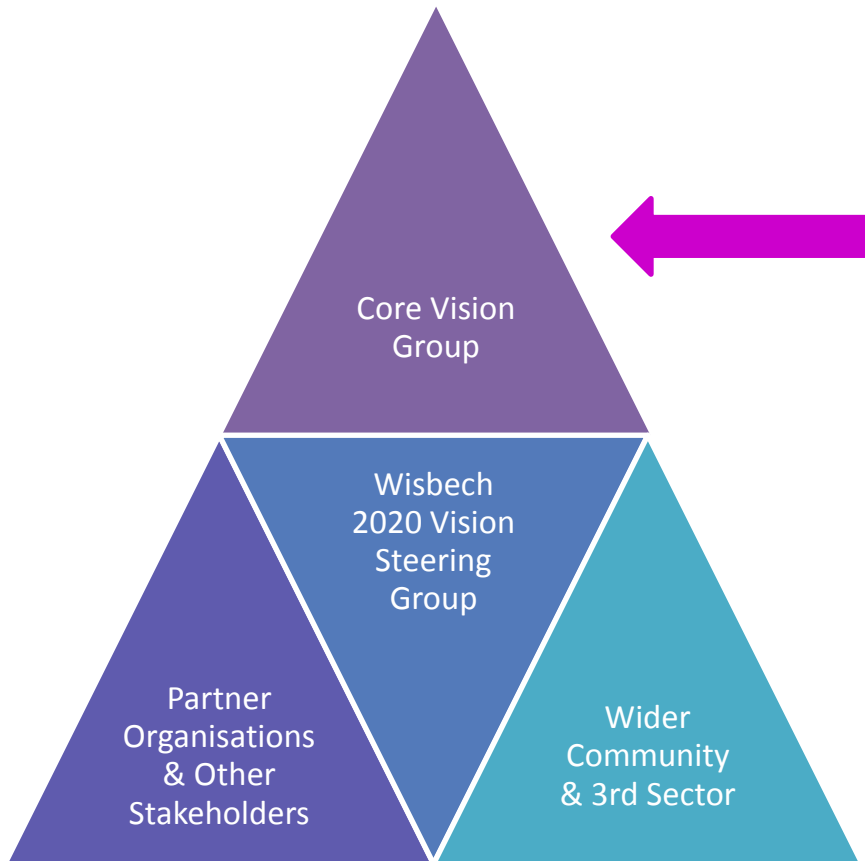 Core Vision
Group
Wisbech
2020 Vision
Steering
Group
Partner
Organisations
& Other
Stakeholders
Wider
Community
& 3rd Sector